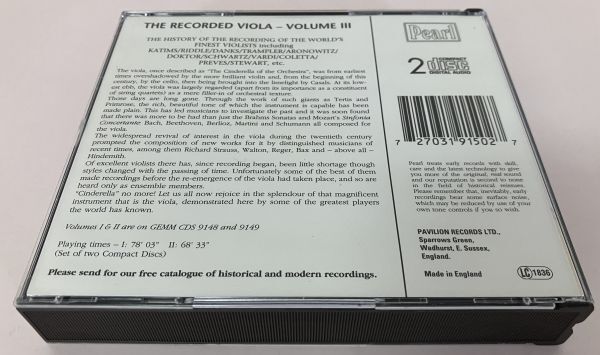 THE RECORDED VIOLA – VOLUME III
THE HISTORY OF THE RECORDING OF THE WORLD'S
FINEST VIOLISTS including
KATIMS/RIDDLE/DANKS/TRAMPLER/ARONOWITZ/
DOKTOR/SCHWARTZ/VARDI/COLETTA/
PREVES/STEWART, etc.
The viola, once described as "The Cinderella of the Orchestra", was from earliest
times overshadowed by the more brilliant violin and, from the beginning of this
century, by the cello, then being brought into the limelight by Casals. At its low-
est ebb, the viola was largely regarded (apart from its importance as a constituent
of string quartets) as a mere filler-in of orchestral texture.
Those days are long gone. Through the work of such giants as Tertis and
Primrose, the rich, beautiful tone of which the instrument is capable has been
made plain. This has led musicians to investigate the past and it was soon found
that there was more to be had than just the Brahms Sonatas and Mozart's Sinfonia
Concertante. Bach, Beethoven, Berlioz, Martini and Schumann all composed for
the viola.
The widespread revival of interest in the viola during the twentieth century
prompted the composition of new works for it by distinguished musicians of
recent times, among them Richard Strauss, Walton, Reger, Bax and – above all –
Hindemith.
Of excellent violists there has, since recording began, been little shortage though
styles changed with the passing of time. Unfortunately some of the best of them
made recordings before the re-emergence of the viola had taken place, and so are
heard only as ensemble members.
"Cinderella" no more! Let us all now rejoice in the splendour of that magnificent
instrument that is the viola, demonstrated here by some of the greatest players
the world has known.
Volumes I & II are on GEMM CDS 9148 and 9149
Playing times – I: 78' 03" II: 68' 33"
(Set of two Compact Discs)
Please send for our free catalogue of historical and modern recordings.
Pearl
2 COMPACT disc DIGITAL AUDIO
7 27031 91502 7
Pearl treats early records with skill,
care and the latest technology to give
you more of the original, real sound
and our reputation is second to none
in the field of historical reissues.
Please remember that, inevitably, early
recordings bear some surface noise,
which may be reduced by use of your
own tone controls if you so wish.
PAVILION RECORDS LTD.,
Sparrows Green,
Wadhurst, E. Sussex,
England.
Made in England
LC 1836